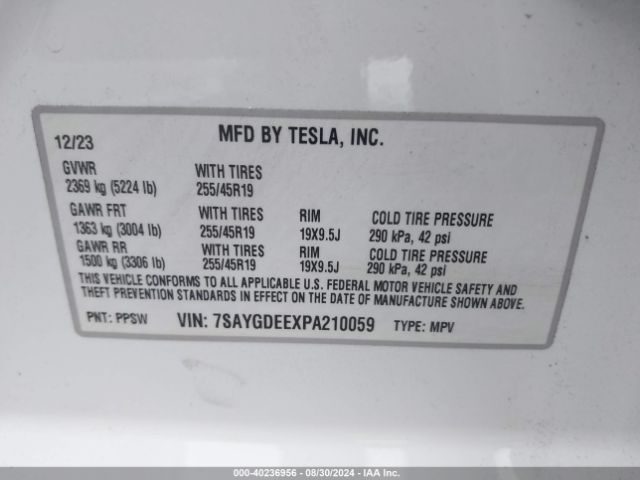 12/23 MFD BY TESLA, INC.
GVWR WITH TIRES
2369 kg (5224 lb) 255/45R19
GAWR FRT WITH TIRES RIM COLD TIRE PRESSURE
1363 kg (3004 lb) 255/45R19 19X9.5J 290 kPa, 42 psi
GAWR RR WITH TIRES RIM COLD TIRE PRESSURE
1500 kg (3306 lb) 255/45R19 19X9.5J 290 kPa, 42 psi
THIS VEHICLE CONFORMS TO ALL APPLICABLE U.S. FEDERAL MOTOR VEHICLE SAFETY AND
THEFT PREVENTION STANDARDS IN EFFECT ON THE DATE OF MANUFACTURE SHOWN ABOVE.
PNT: PPSW VIN: 7SAYGDEEXPA210059 TYPE: MPV
000-40236956 - 08/30/2024 - IAA Inc.